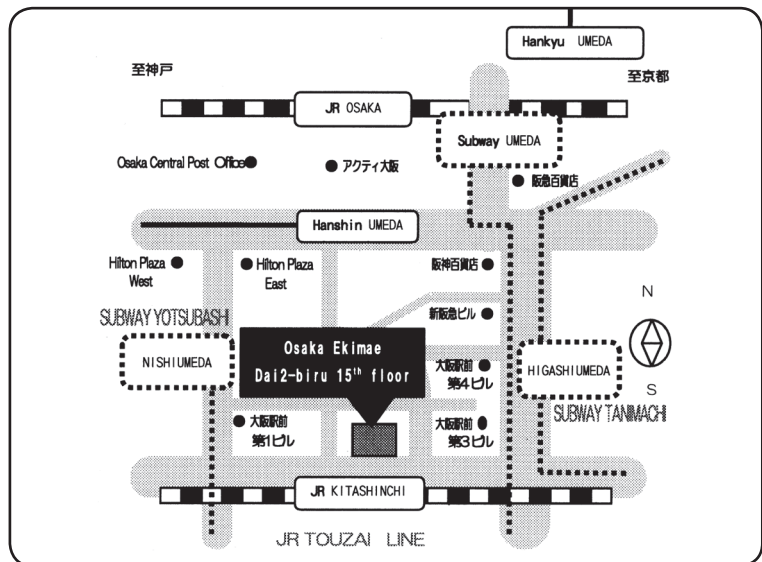 Hankyu UMEDA
至神戸
至京都
JR OSAKA
Subway UMEDA
Osaka Central Post Office
アクティ大阪
阪急百貨店
Hanshin UMEDA
Hilton Plaza
West
Hilton Plaza
East
阪神百貨店
新阪急ビル
N
S
SUBWAY YOTSUBASHI
NISHIUMEDA
Osaka Ekimae
Dai2-biru 15th floor
大阪駅前
第4ビル
HIGASHIUMEDA
SUBWAY TANIMACHI
大阪駅前
第1ビル
大阪駅前
第3ビル
JR KITASHINCHI
JR TOUZAI LINE